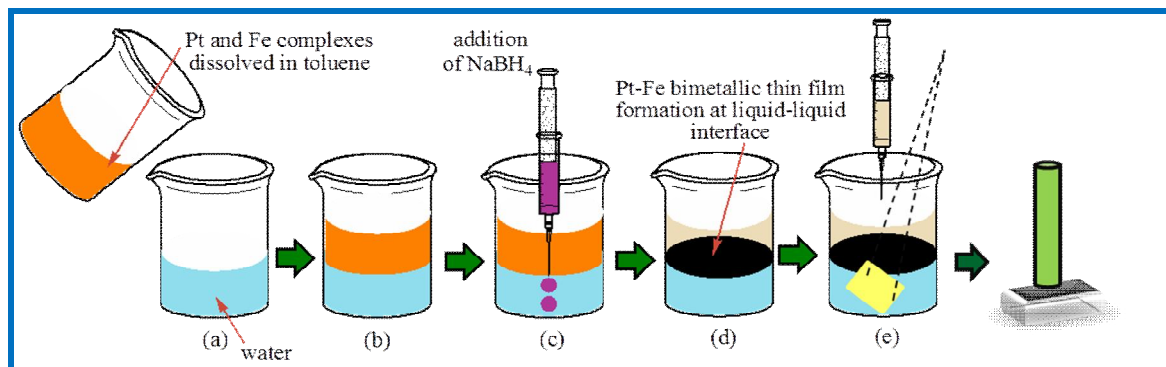 Pt and Fe complexes
dissolved in toluene
addition
of NaBH₄
Pt-Fe bimetallic thin film
formation at liquid-liquid
interface
(a)
(b)
(c)
(d)
(e)
water